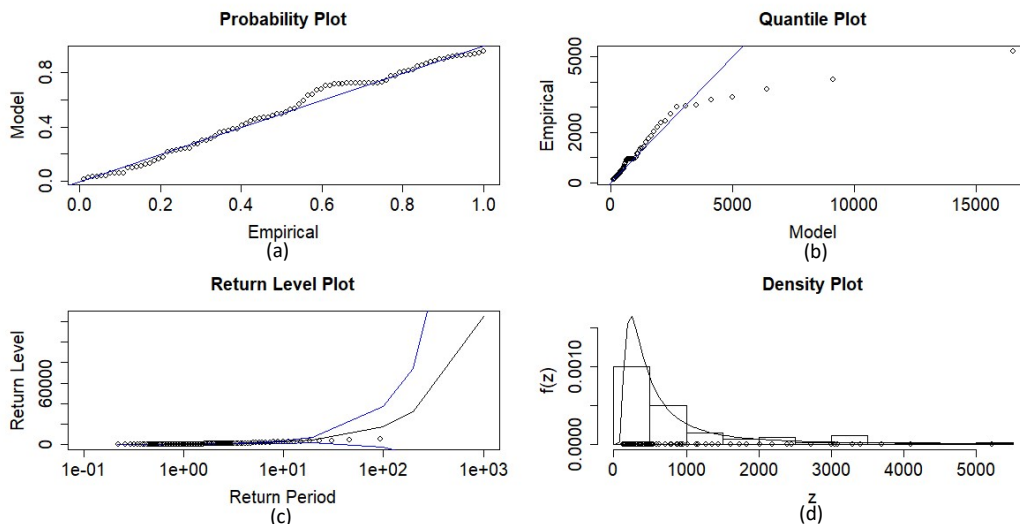 Probability Plot
Model
0.0 0.4 0.8
0.0 0.2 0.4 0.6 0.8 1.0
Empirical
(a)
Quantile Plot
Empirical
0 2000 5000
0 5000 10000 15000
Model
(b)
Return Level Plot
Return Level
0 60000
1e-01 1e+00 1e+01 1e+02 1e+03
Return Period
(c)
Density Plot
f(z)
0.0000 0.0010
0 1000 2000 3000 4000 5000
z
(d)